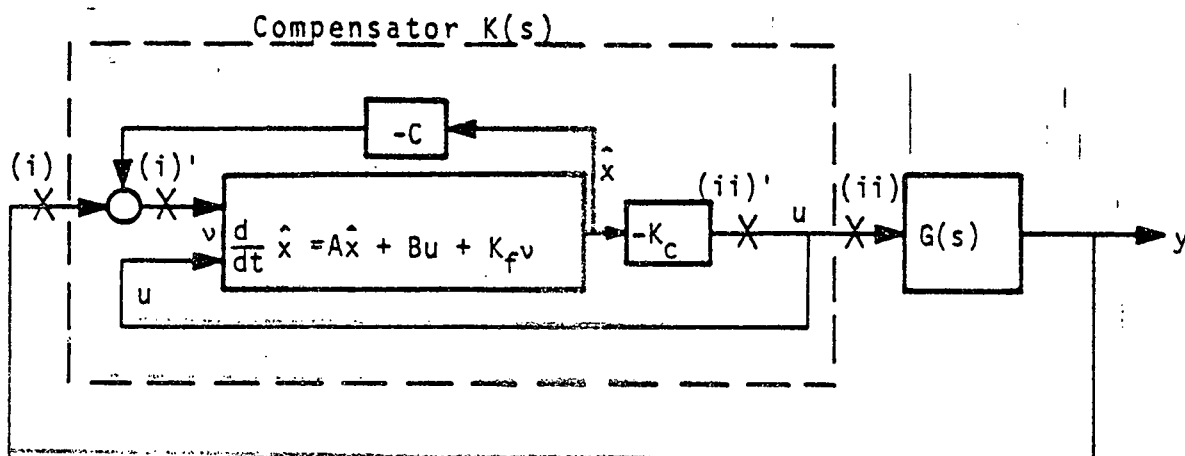 Compensator K(s)
-C
(i)
(i)'
x̂
(ii)'
(ii)
ν
d/dt x̂ = Ax̂ + Bu + K_f ν
-K_c
u
G(s)
y
u